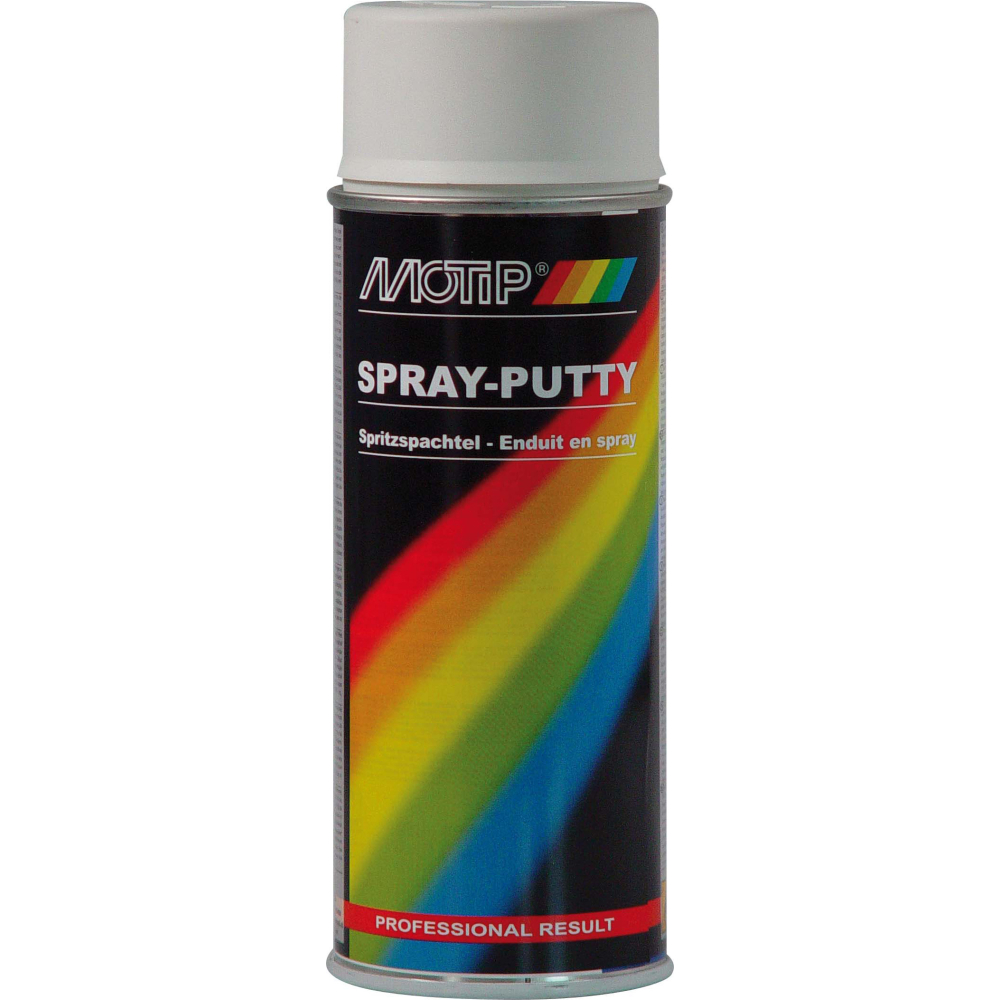 MOTIP®
SPRAY-PUTTY
Spritzspachtel - Enduit en spray
PROFESSIONAL RESULT